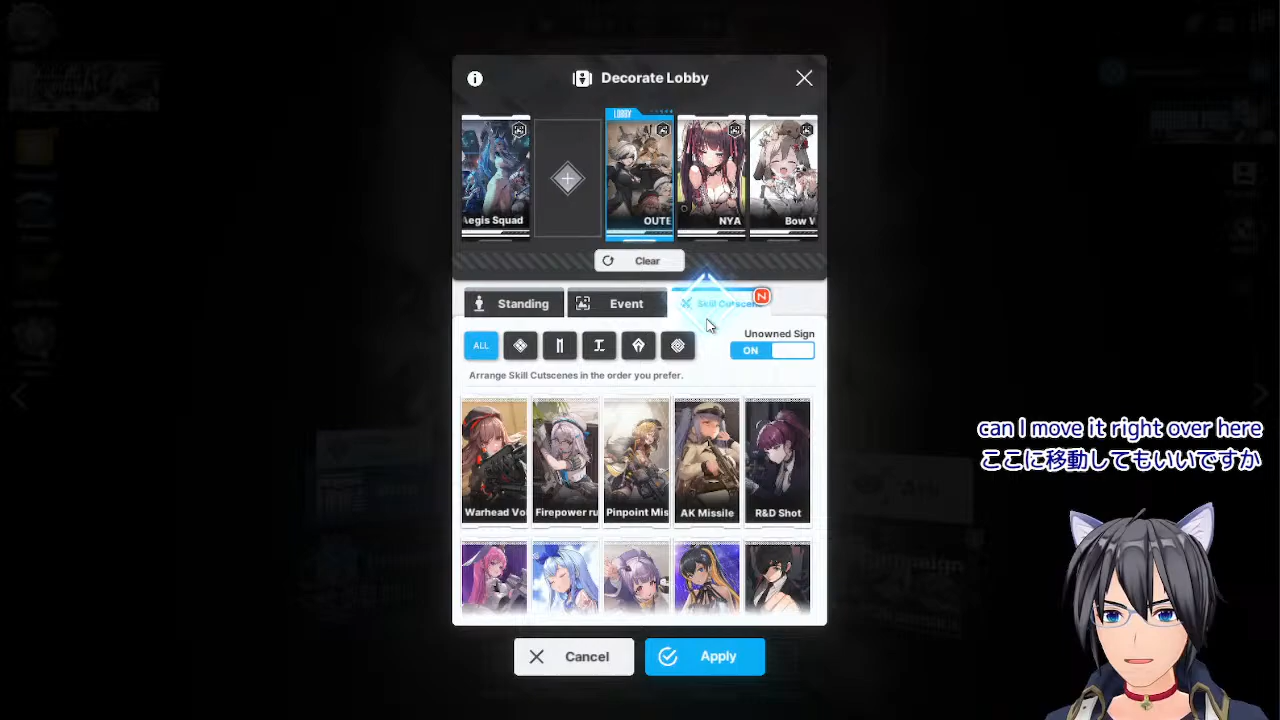 Decorate Lobby
LOBBY
Aegis Squad
OUTE
NYA
Bow W
Clear
Standing
Event
Skill Cutscen
N
ALL
Unowned Sign
ON
Arrange Skill Cutscenes in the order you prefer.
Warhead Vo
Firepower ru
Pinpoint Mis
AK Missile
R&D Shot
can I move it right over here
ここに移動してもいいですか
Cancel
Apply